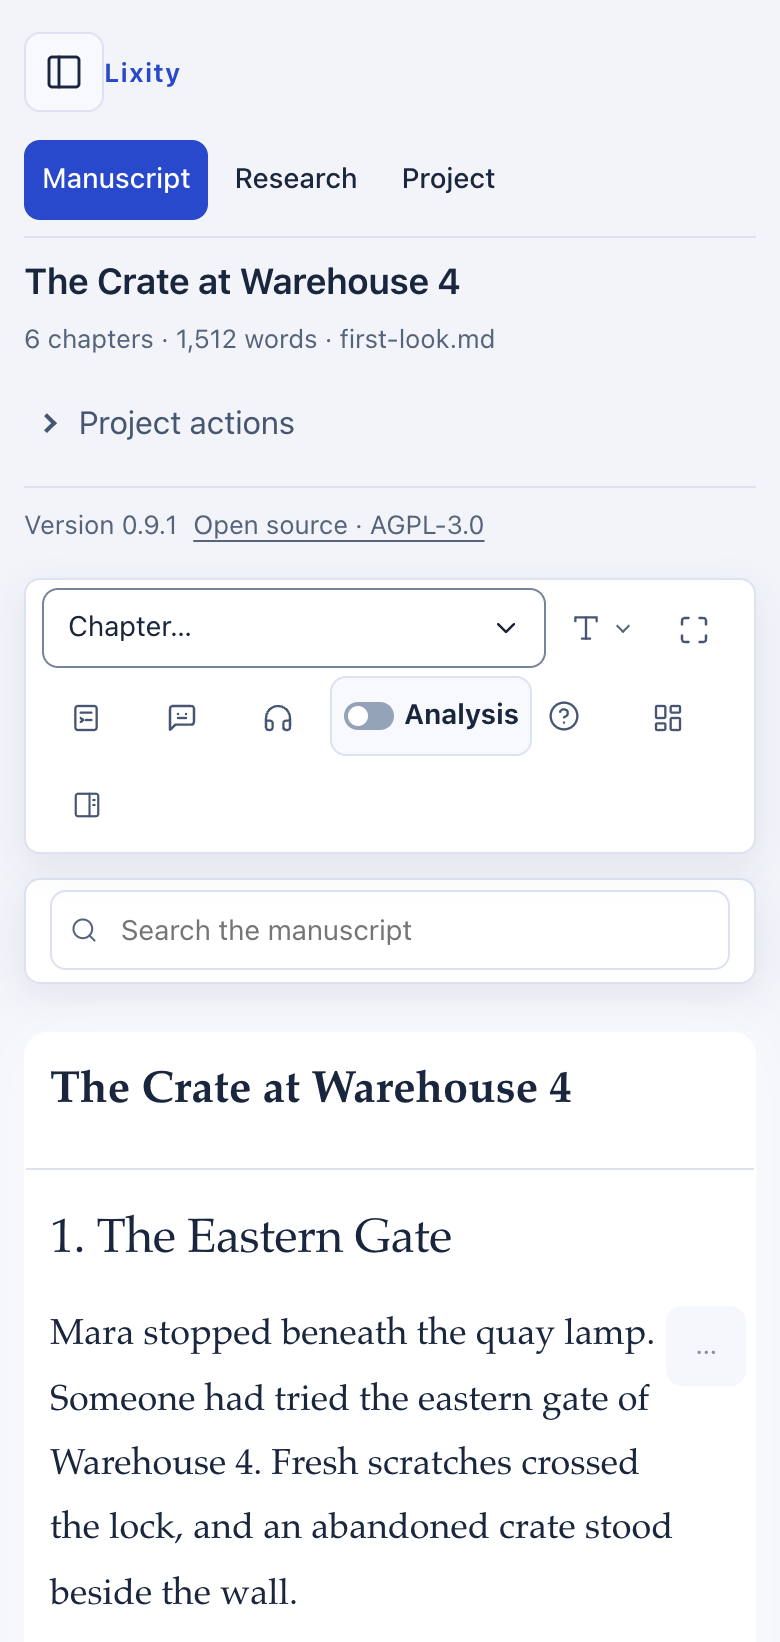 Lixity
Manuscript Research Project
The Crate at Warehouse 4
6 chapters · 1,512 words · first-look.md
Project actions
Version 0.9.1 Open source · AGPL-3.0
Chapter...
Analysis
Search the manuscript
The Crate at Warehouse 4
1. The Eastern Gate
Mara stopped beneath the quay lamp.
...
Someone had tried the eastern gate of
Warehouse 4. Fresh scratches crossed
the lock, and an abandoned crate stood
beside the wall.